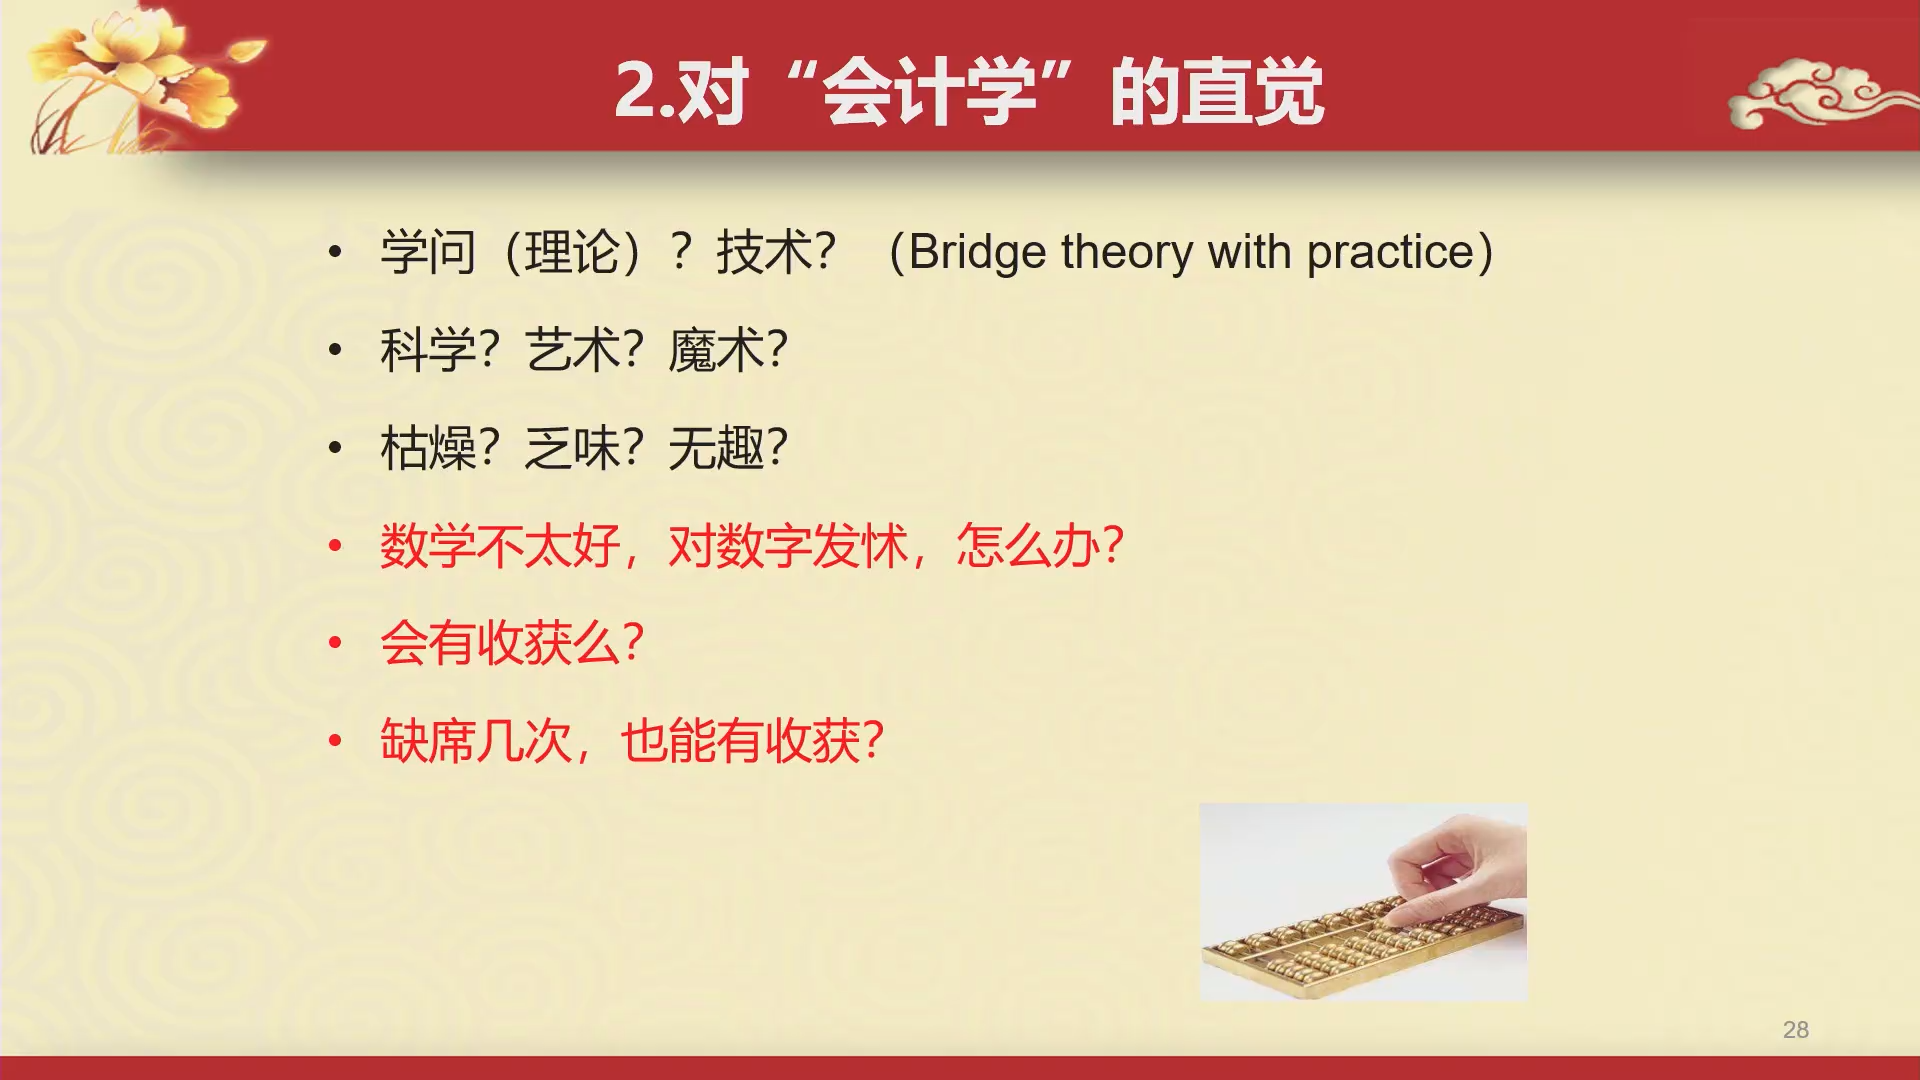 2.对“会计学”的直觉
• 学问（理论）？技术？（Bridge theory with practice）
• 科学？艺术？魔术？
• 枯燥？乏味？无趣？
• 数学不太好，对数字发怵，怎么办？
• 会有收获么？
• 缺席几次，也能有收获？
28